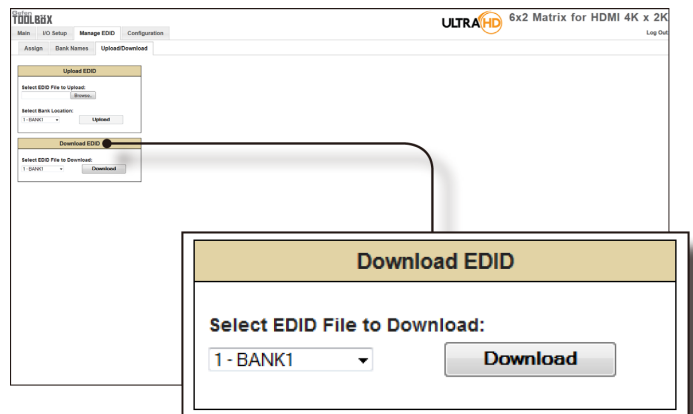 Gefen
TOOLBOX
ULTRA HD 6x2 Matrix for HDMI 4K x 2K
Main I/O Setup Manage EDID Configuration
Log Out
Assign Bank Names Upload/Download
Upload EDID
Select EDID File to Upload:
Browse..
Select Bank Location:
1 - BANK1 Upload
Download EDID
Select EDID File to Download:
1 - BANK1 Download
Download EDID
Select EDID File to Download:
1 - BANK1 Download